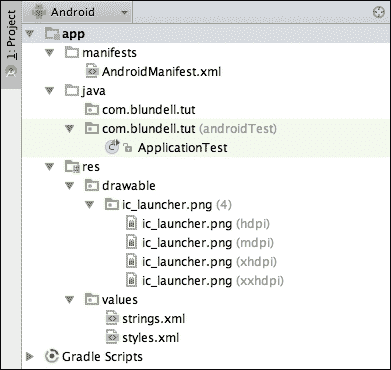 1: Project
Android
app
manifests
AndroidManifest.xml
java
com.blundell.tut
com.blundell.tut (androidTest)
ApplicationTest
res
drawable
ic_launcher.png (4)
ic_launcher.png (hdpi)
ic_launcher.png (mdpi)
ic_launcher.png (xhdpi)
ic_launcher.png (xxhdpi)
values
strings.xml
styles.xml
Gradle Scripts